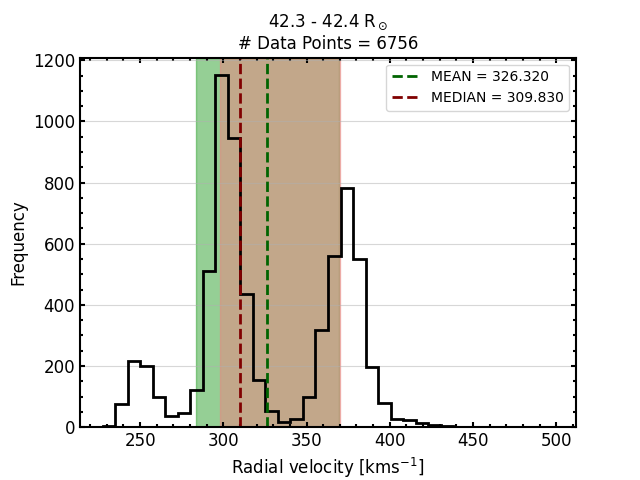 42.3 - 42.4 R⊙
# Data Points = 6756
MEAN = 326.320
MEDIAN = 309.830
Frequency
1200
1000
800
600
400
200
0
250 300 350 400 450 500
Radial velocity [kms⁻¹]